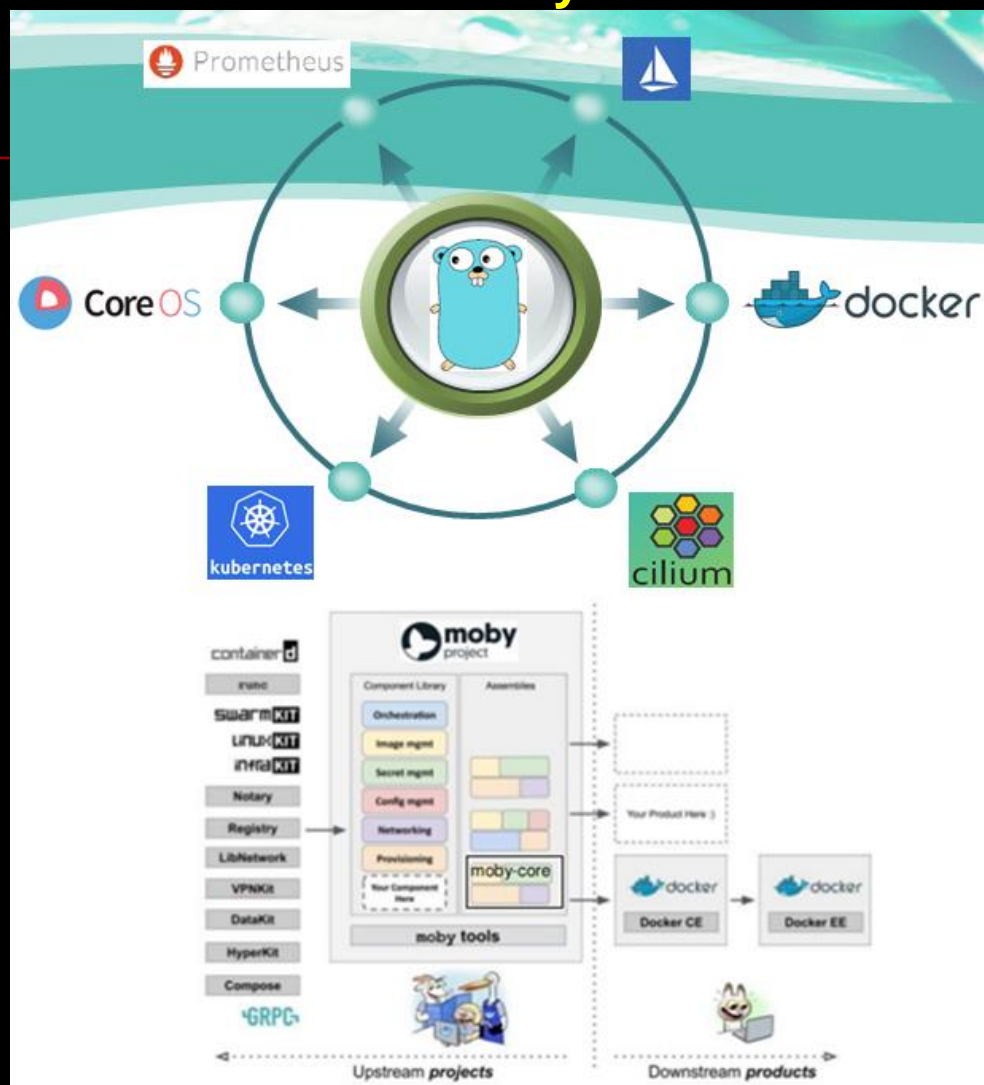 Prometheus
CoreOS
docker
kubernetes
cilium
moby
project
containerd
runc
SwarmKIT
LinuxKIT
infraKIT
Notary
Registry
LibNetwork
VPNKit
DataKit
HyperKit
Compose
GRPC
Component Library
Assemblies
Orchestration
Image mgmt
Secret mgmt
Config mgmt
Networking
Provisioning
Your Component
Here
moby-core
moby tools
Your Product Here :)
docker
Docker CE
docker
Docker EE
Upstream projects
Downstream products